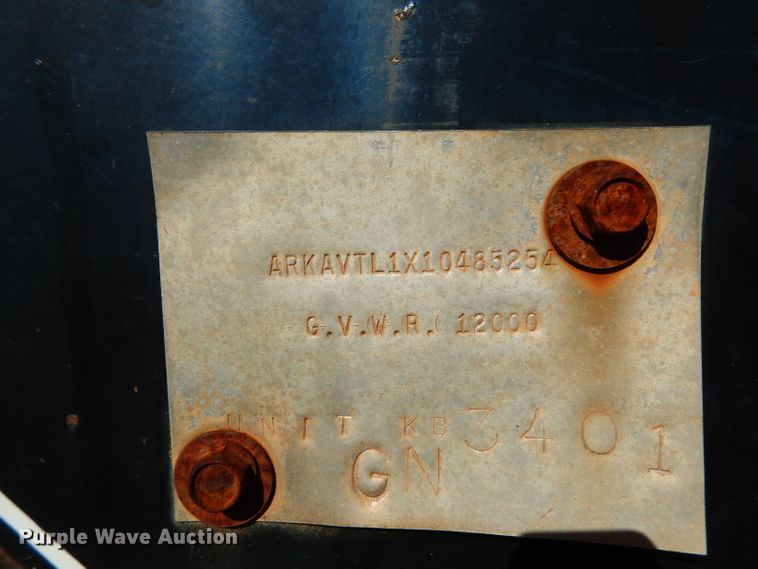 ARKAVTL1X10485254
G.V.W.R. 12000
UNIT KB 3401
GN
Purple Wave Auction